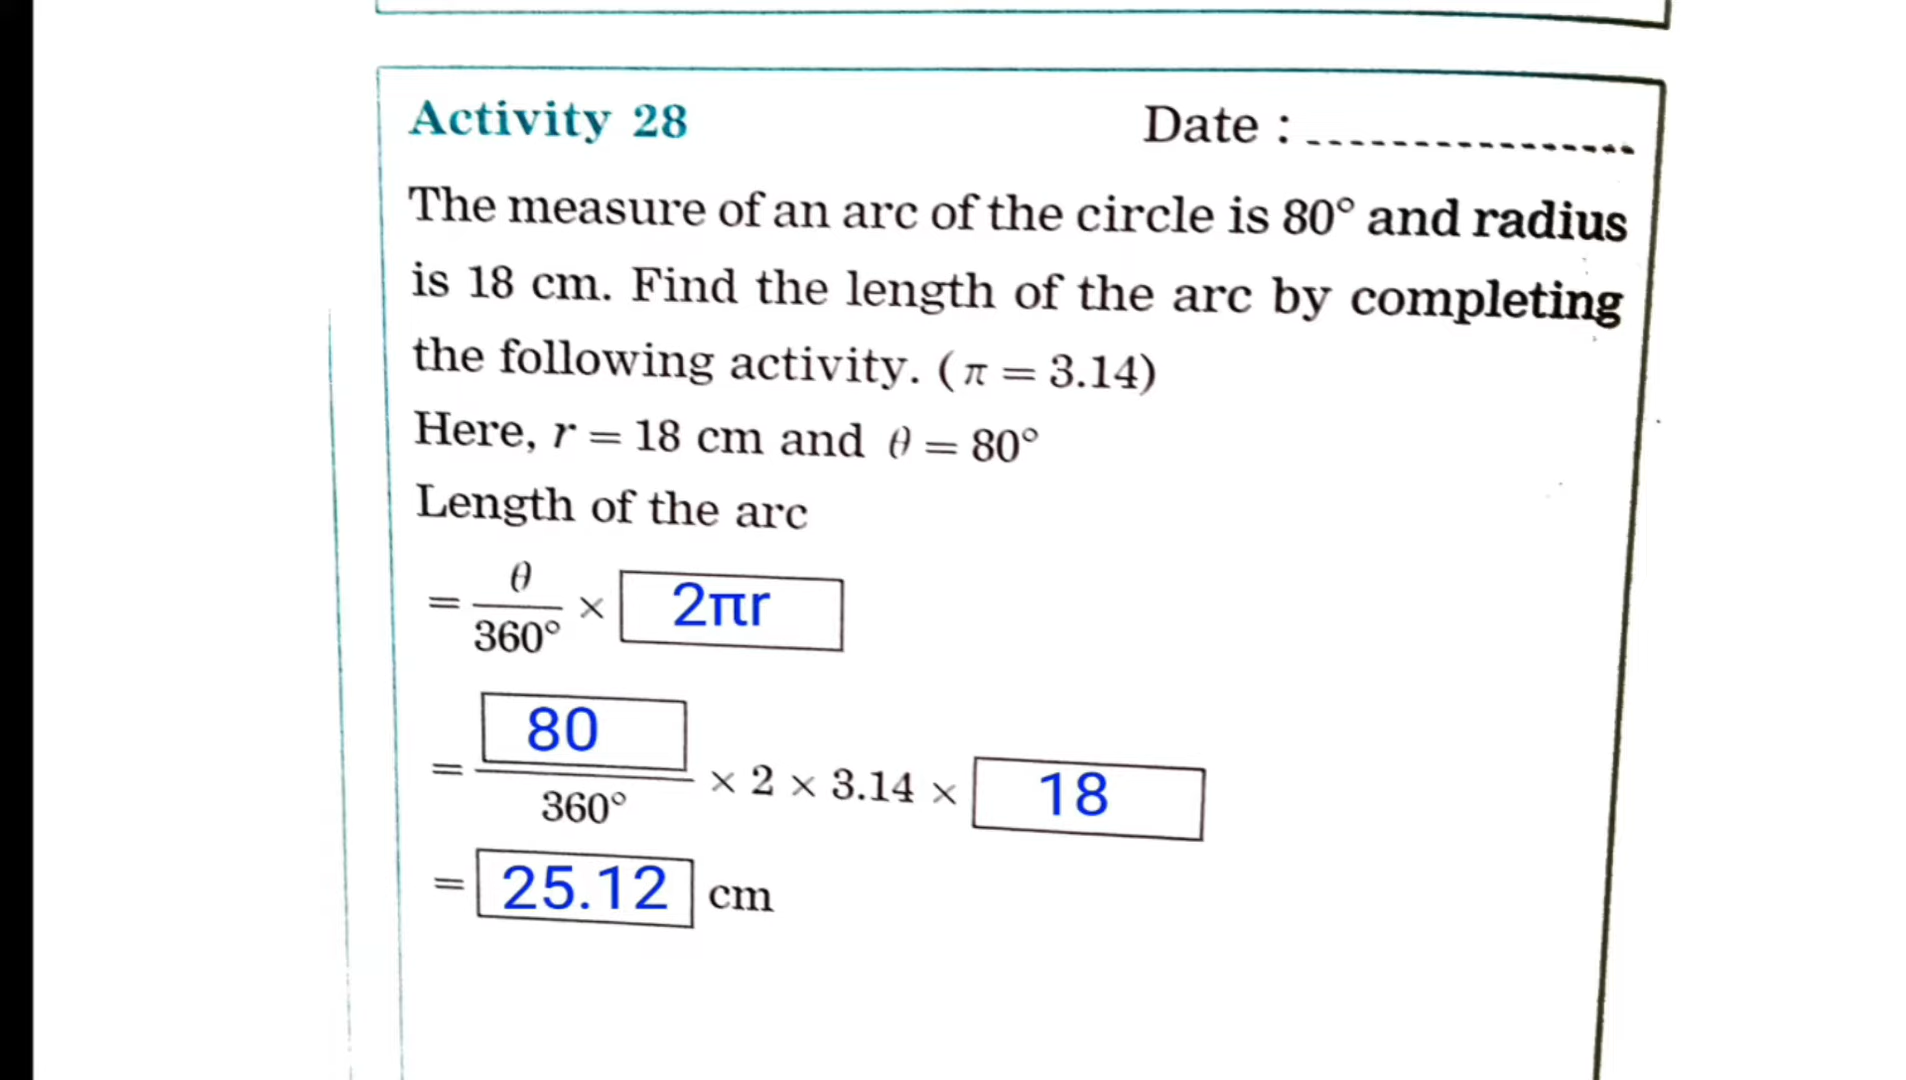 Activity 28 Date : ................
The measure of an arc of the circle is 80° and radius
is 18 cm. Find the length of the arc by completing
the following activity. ( π = 3.14)
Here, r = 18 cm and θ = 80°
Length of the arc
= θ/360° × 2πr
= 80/360° × 2 × 3.14 × 18
= 25.12 cm